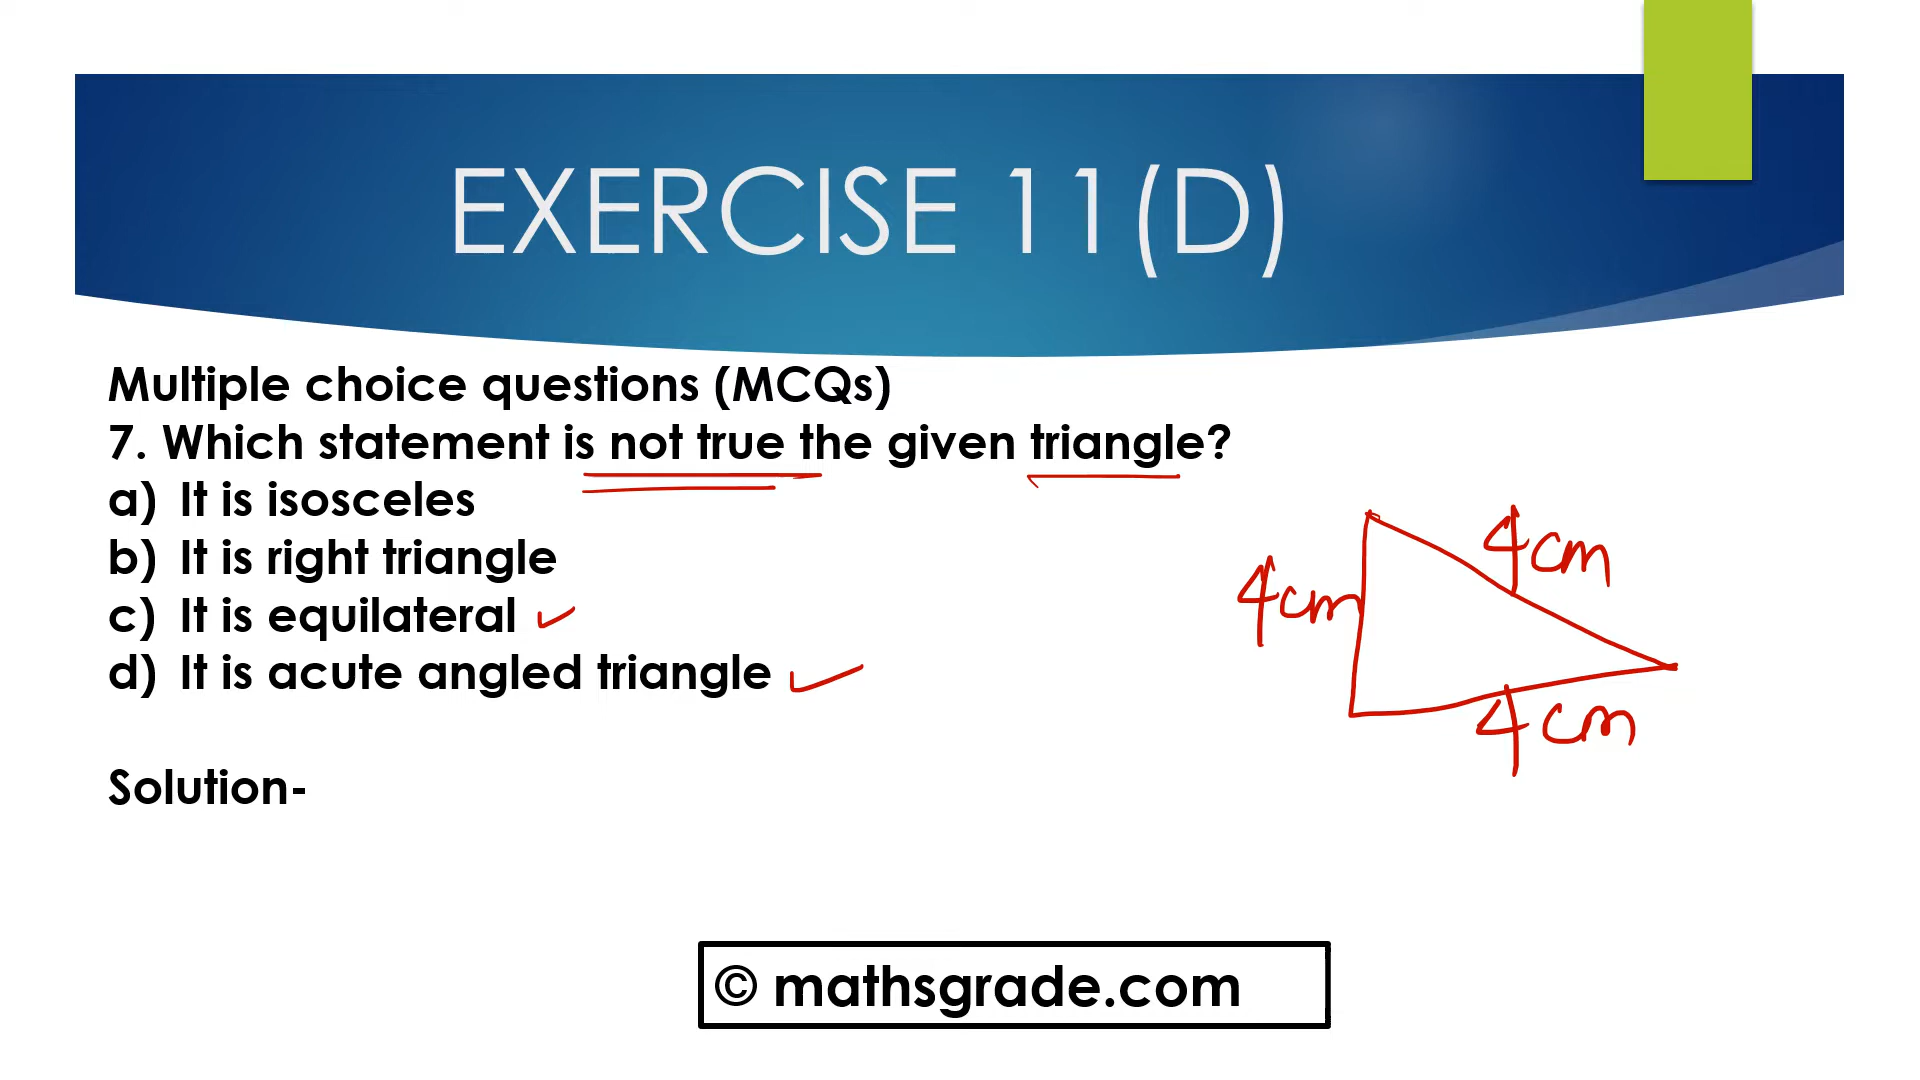 EXERCISE 11(D)
Multiple choice questions (MCQs)
7. Which statement is not true the given triangle?
a) It is isosceles
b) It is right triangle
c) It is equilateral
d) It is acute angled triangle
4cm
4cm
4cm
Solution-
© mathsgrade.com